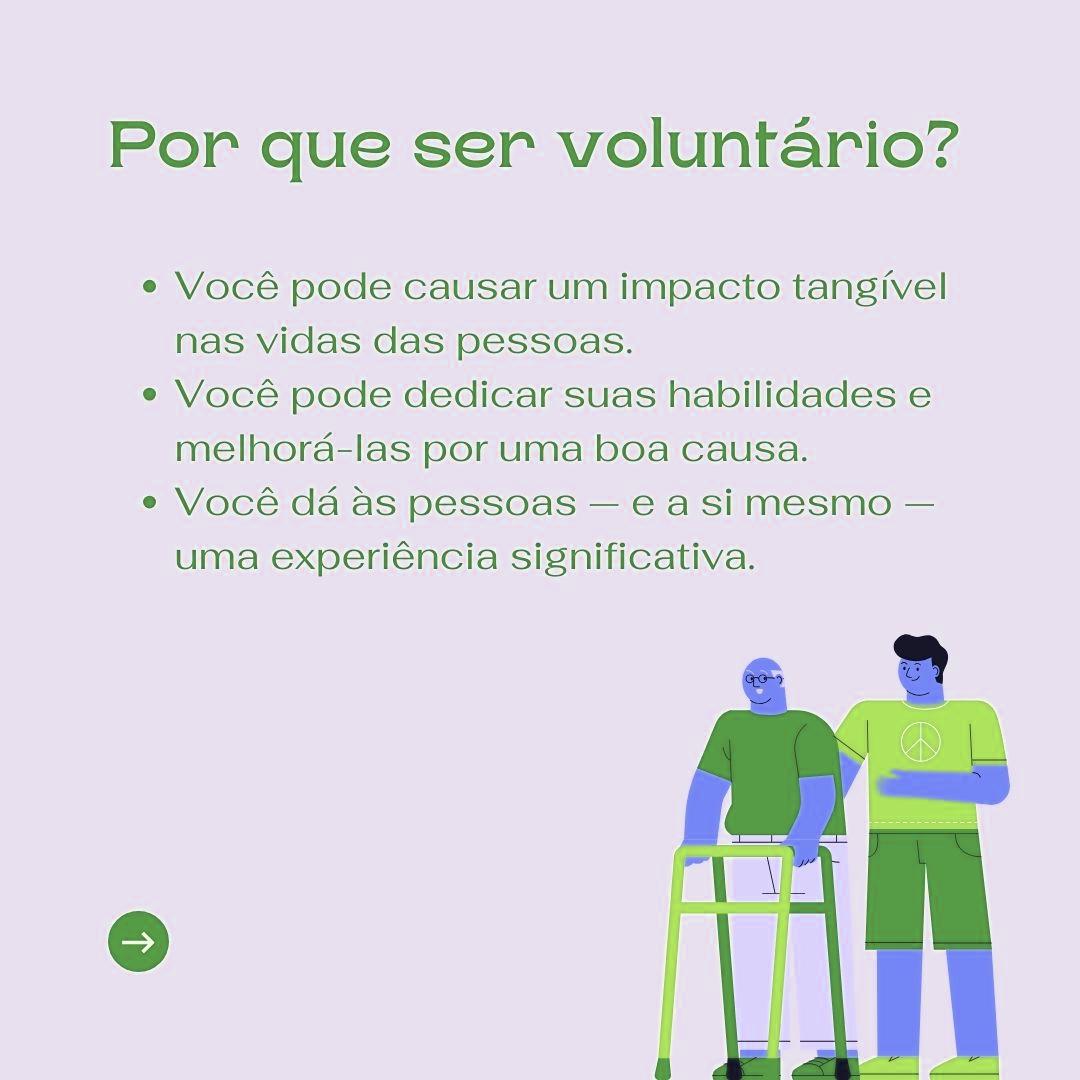 Por que ser voluntário?
• Você pode causar um impacto tangível
nas vidas das pessoas.
• Você pode dedicar suas habilidades e
melhorá-las por uma boa causa.
• Você dá às pessoas — e a si mesmo —
uma experiência significativa.